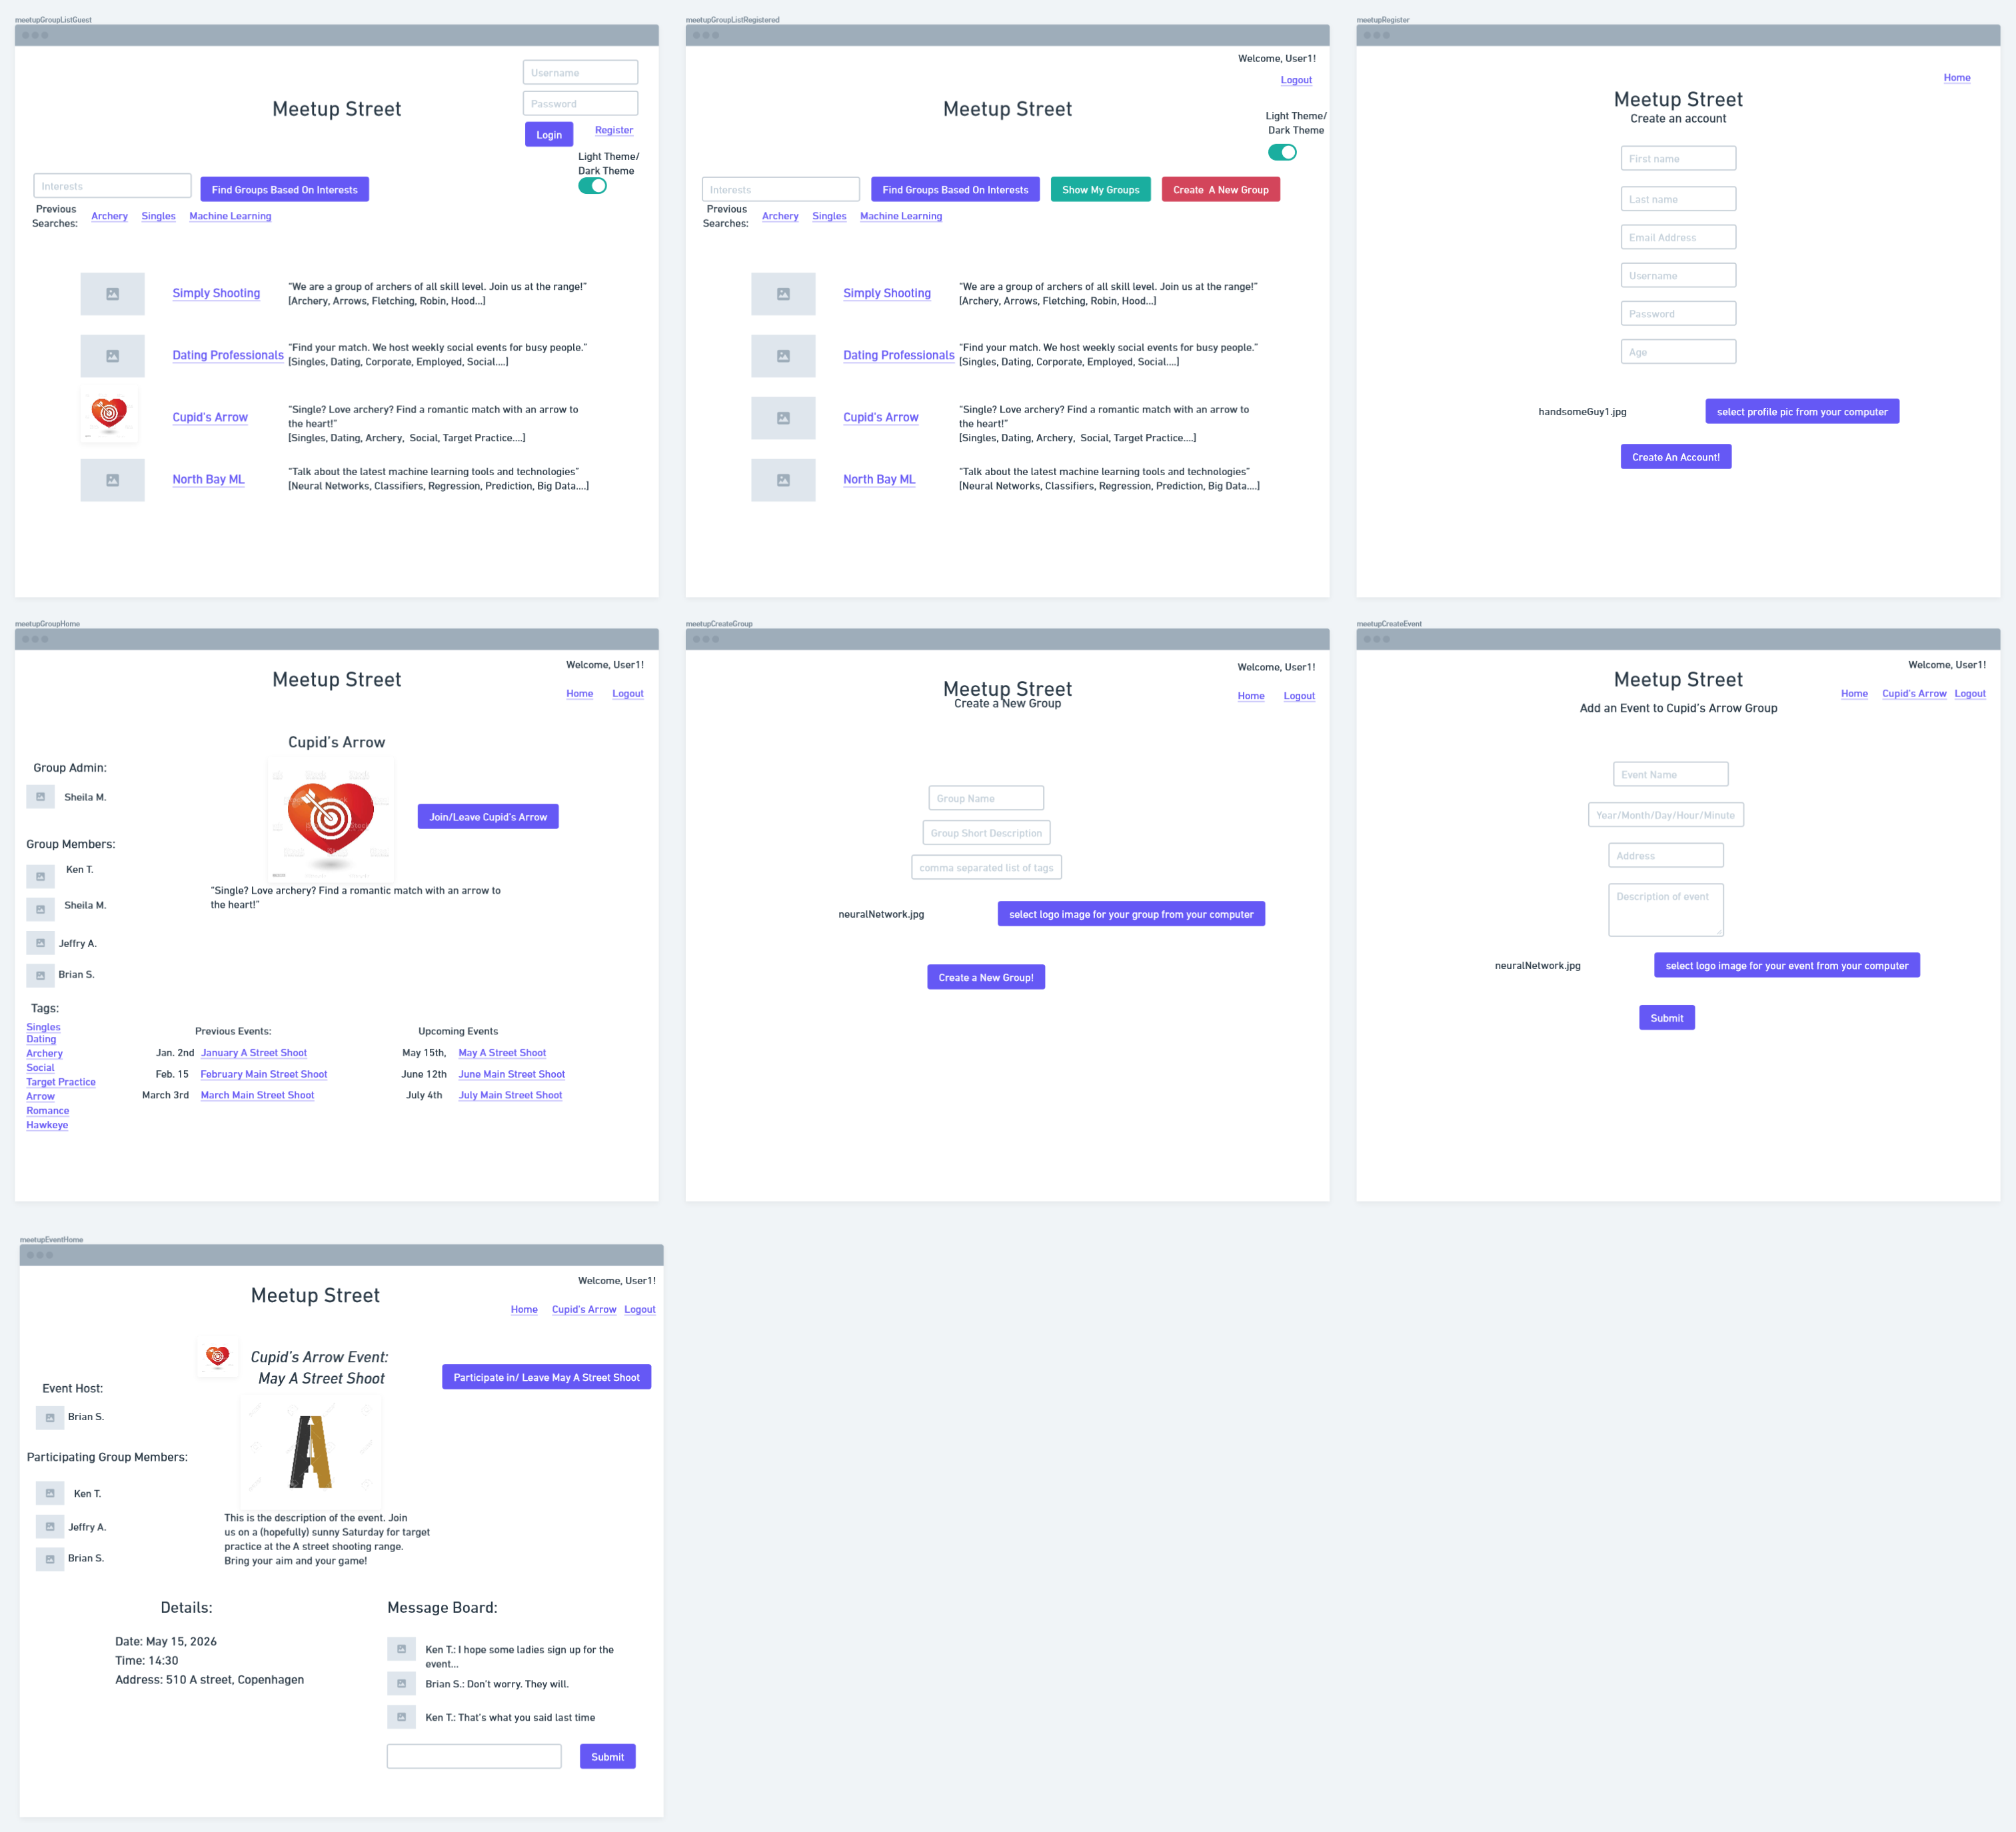 meetupGroupListGuest
Username
Password
Meetup Street
Login
Register
Light Theme/
Dark Theme
Interests
Find Groups Based On Interests
Previous
Searches:
Archery
Singles
Machine Learning
Simply Shooting
"We are a group of archers of all skill level. Join us at the range!"
[Archery, Arrows, Fletching, Robin, Hood...]
Dating Professionals
"Find your match. We host weekly social events for busy people."
[Singles, Dating, Corporate, Employed, Social....]
Cupid's Arrow
"Single? Love archery? Find a romantic match with an arrow to
the heart!"
[Singles, Dating, Archery, Social, Target Practice....]
North Bay ML
"Talk about the latest machine learning tools and technologies"
[Neural Networks, Classifiers, Regression, Prediction, Big Data....]
meetupGroupListRegistered
Welcome, User1!
Logout
Meetup Street
Light Theme/
Dark Theme
Interests
Find Groups Based On Interests
Show My Groups
Create A New Group
Previous
Searches:
Archery
Singles
Machine Learning
Simply Shooting
"We are a group of archers of all skill level. Join us at the range!"
[Archery, Arrows, Fletching, Robin, Hood...]
Dating Professionals
"Find your match. We host weekly social events for busy people."
[Singles, Dating, Corporate, Employed, Social....]
Cupid's Arrow
"Single? Love archery? Find a romantic match with an arrow to
the heart!"
[Singles, Dating, Archery, Social, Target Practice....]
North Bay ML
"Talk about the latest machine learning tools and technologies"
[Neural Networks, Classifiers, Regression, Prediction, Big Data....]
meetupRegister
Home
Meetup Street
Create an account
First name
Last name
Email Address
Username
Password
Age
handsomeGuy1.jpg
select profile pic from your computer
Create An Account!
meetupGroupHome
Welcome, User1!
Meetup Street
Home
Logout
Cupid's Arrow
Group Admin:
Sheila M.
Join/Leave Cupid's Arrow
Group Members:
Ken T.
Sheila M.
Jeffry A.
Brian S.
"Single? Love archery? Find a romantic match with an arrow to
the heart!"
Tags:
Singles
Dating
Archery
Social
Target Practice
Arrow
Romance
Hawkeye
Previous Events:
Jan. 2nd January A Street Shoot
Feb. 15 February Main Street Shoot
March 3rd March Main Street Shoot
Upcoming Events
May 15th, May A Street Shoot
June 12th June Main Street Shoot
July 4th July Main Street Shoot
meetupCreateGroup
Welcome, User1!
Home
Logout
Meetup Street
Create a New Group
Group Name
Group Short Description
comma separated list of tags
neuralNetwork.jpg
select logo image for your group from your computer
Create a New Group!
meetupCreateEvent
Welcome, User1!
Meetup Street
Home
Cupid's Arrow
Logout
Add an Event to Cupid's Arrow Group
Event Name
Year/Month/Day/Hour/Minute
Address
Description of event
neuralNetwork.jpg
select logo image for your event from your computer
Submit
meetupEventHome
Welcome, User1!
Meetup Street
Home
Cupid's Arrow
Logout
Cupid's Arrow Event:
May A Street Shoot
Participate in/ Leave May A Street Shoot
Event Host:
Brian S.
Participating Group Members:
Ken T.
Jeffry A.
Brian S.
A
This is the description of the event. Join
us on a (hopefully) sunny Saturday for target
practice at the A street shooting range.
Bring your aim and your game!
Details:
Date: May 15, 2026
Time: 14:30
Address: 510 A street, Copenhagen
Message Board:
Ken T.: I hope some ladies sign up for the
event...
Brian S.: Don't worry. They will.
Ken T.: That's what you said last time
Submit